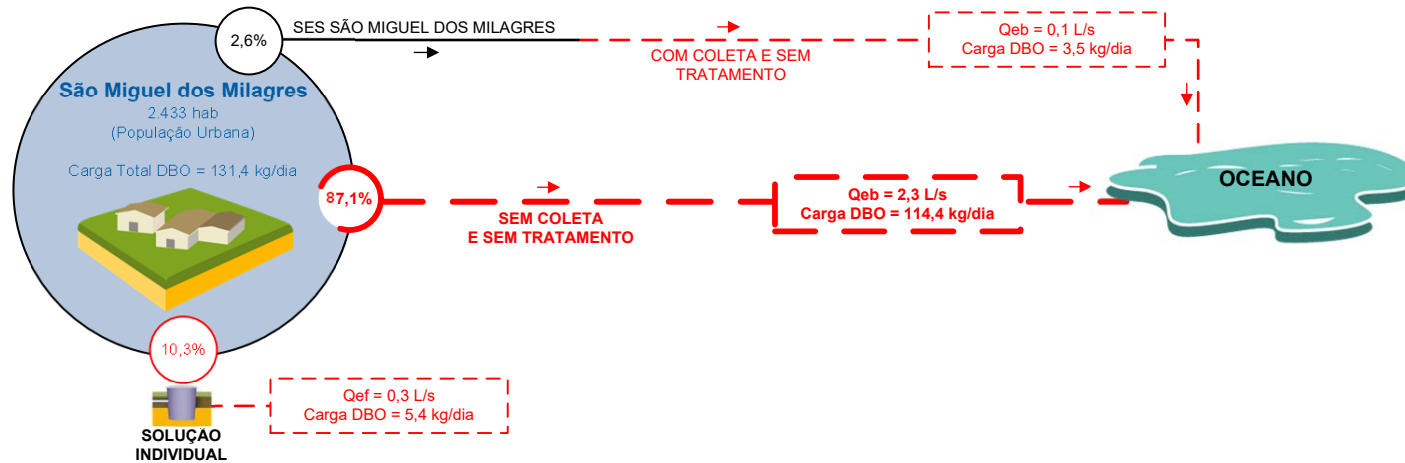 2,6%
SES SÃO MIGUEL DOS MILAGRES
COM COLETA E SEM
TRATAMENTO
Qeb = 0,1 L/s
Carga DBO = 3,5 kg/dia
São Miguel dos Milagres
2.433 hab
(População Urbana)
Carga Total DBO = 131,4 kg/dia
87,1%
SEM COLETA
E SEM TRATAMENTO
Qeb = 2,3 L/s
Carga DBO = 114,4 kg/dia
OCEANO
10,3%
SOLUÇÃO
INDIVIDUAL
Qef = 0,3 L/s
Carga DBO = 5,4 kg/dia